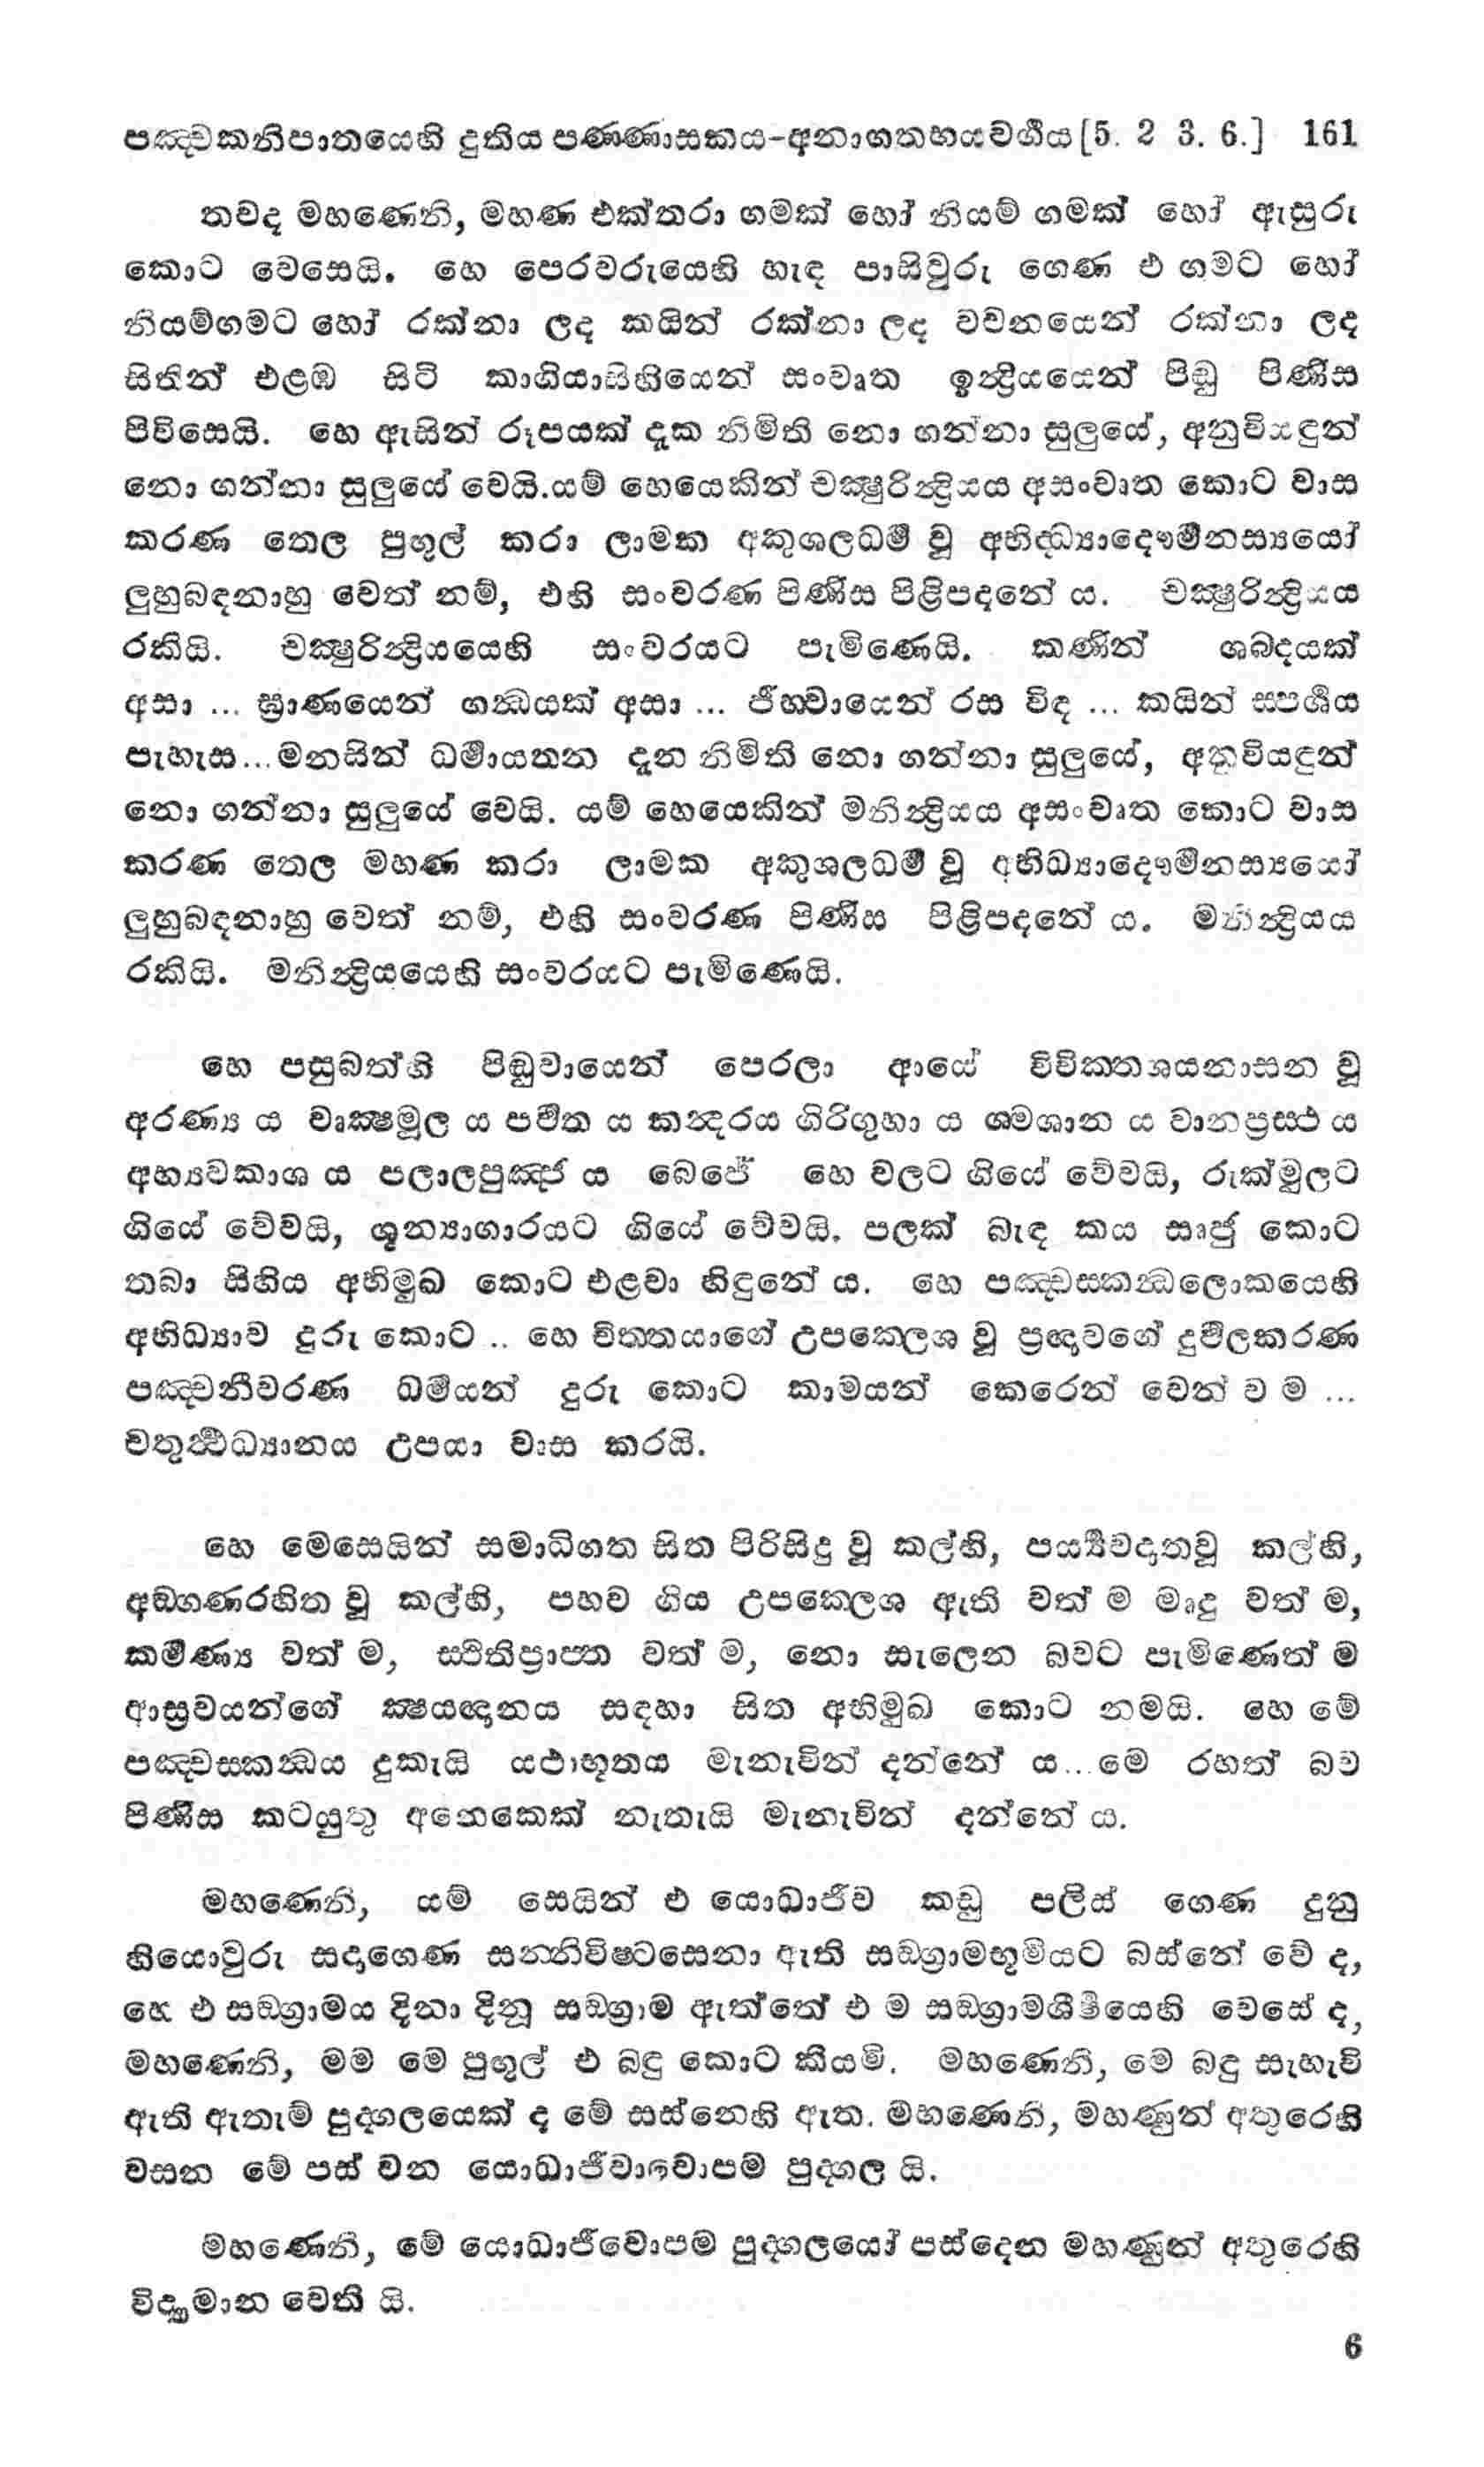 පඤ්චකනිපාතයෙහි දුතිය පණ්ණාසකය-අනාගතභයවර්‍ගය [5. 2 3. 6.] 161
තවද මහණෙනි, මහණ එක්තරා ගමක් හෝ නියම් ගමක් හෝ ඇසුරු
කොට වෙසෙයි. හෙ පෙරවරුයෙහි හැඳ පාසිවුරු ගෙණ එ ගමට හෝ
නියම්ගමට හෝ රක්නා ලද කයින් රක්නා ලද වචනයෙන් රක්නා ලද
සිතින් එළඹ සිටි කාගියාසිහියෙන් සංවෘත ඉන්‍ද්‍රියයෙන් පිඬු පිණිස
පිවිසෙයි. හෙ ඇසින් රූපයක් දැක නිමිති නො ගන්නා සුලුයේ, අනුවියඳුන්
නො ගන්නා සුලුයේ වෙයි.යම් හෙයෙකින් චක්‍ෂුරින්‍ද්‍රියය අසංවෘත කොට වාස
කරණ තෙල පුගුල් කරා ලාමක අකුශලධර්‍ම වූ අභිද්ධ්‍යාදෞර්‍මනස්‍යයෝ
ලුහුබඳනාහු වෙත් නම්, එහි සංවරණ පිණිස පිළිපදනේ ය. චක්‍ෂුරින්‍ද්‍රියය
රකියි. චක්‍ෂුරින්‍ද්‍රියයෙහි සංවරයට පැමිණෙයි. කණින් ශබ්දයක්
අසා ... ඝ්‍රාණයෙන් ගන්‍ධයක් අසා ... ජිහ්වායෙන් රස විඳ ... කයින් ස්පර්‍ශය
පැහැස...මනසින් ධර්‍මායතන දැන නිමිති නො ගන්නා සුලුයේ, අනුවියඳුන්
නො ගන්නා සුලුයේ වෙයි. යම් හෙයෙකින් මනින්‍ද්‍රියය අසංවෘත කොට වාස
කරණ තෙල මහණ කරා ලාමක අකුශලධර්‍ම වූ අභිධ්‍යාදෞර්‍මනස්‍යයෝ
ලුහුබඳනාහු වෙත් නම්, එහි සංවරණ පිණිස පිළිපදනේ ය. මනින්‍ද්‍රියය
රකියි. මනින්‍ද්‍රියයෙහි සංවරයට පැමිණෙයි.
හෙ පසුබත්හි පිඬුවායෙන් පෙරලා ආයේ විවික්තශයනාසන වූ
අරණ්‍ය ය වෘක්‍ෂමූල ය පර්‍වත ය කන්‍දරය ගිරිගුහා ය ශ්මශාන ය වානප්‍රස්ථ ය
අභ්‍යවකාශ ය පලාලපුඤ්ජ ය බෙජේ හෙ වලට ගියේ වේවයි, රුක්මුලට
ගියේ වේවයි, ශූන්‍යාගාරයට ගියේ වේවයි. පලක් බැඳ කය ඍජු කොට
තබා සිහිය අභිමුඛ කොට එළවා හිඳුනේ ය. හෙ පඤ්චස්කන්‍ධලොකයෙහි
අභිධ්‍යාව දුරු කොට .. හෙ චිත්තයාගේ උපක්ලෙශ වූ ප්‍රඥාවගේ දුර්‍වලකරණ
පඤ්චනීවරණ ධර්‍මයන් දුරු කොට කාමයන් කෙරෙන් වෙන් ව ම ...
චතුර්‍ත්‍ථධ්‍යානය උපයා වාස කරයි.
හෙ මෙසෙයින් සමාධිගත සිත පිරිසිදු වූ කල්හි, පර්‍ය්‍යවදාතවූ කල්හි,
අඞ්ගණරහිත වූ කල්හි, පහව ගිය උපක්ලෙශ ඇති වත් ම මෘදු වත් ම,
කර්‍මණ්‍ය වත් ම, ස්ථිතිප්‍රාප්ත වත් ම, නො සැලෙන බවට පැමිණෙත් ම
ආස්‍රවයන්ගේ ක්‍ෂයඥානය සඳහා සිත අභිමුඛ කොට නමයි. හෙ මේ
පඤ්චස්කන්‍ධය දුකැයි යථාභූතය මැනැවින් දන්නේ ය...මෙ රහත් බව
පිණිස කටයුතු අනෙකෙක් නැතැයි මැනැවින් දන්නේ ය.
මහණෙනි, යම් සෙයින් එ යොධාජීව කඩු පලිස් ගෙණ දුනු
හියොවුරු සදාගෙණ සන්නිවිෂ්ටසෙනා ඇති සඞ්ග්‍රාමභූමියට බස්නේ වේ ද,
හෙ එ සඞ්ග්‍රාමය දිනා දිනූ සඞ්ග්‍රාම ඇත්තේ එ ම සඞ්ග්‍රාමශීර්‍ෂයෙහි වෙසේ ද,
මහණෙනි, මම මෙ පුගුල් එ බඳු කොට කියමි. මහණෙනි, මෙ බඳු සැහැවි
ඇති ඇතැම් පුද්ගලයෙක් ද මේ සස්නෙහි ඇත. මහණෙනි, මහණුන් අතුරෙහි
වසන මේ පස් වන යොධාජීවාවොපම පුද්ගල යි.
මහණෙනි, මේ යොධාජීවොපම පුද්ගලයෝ පස්දෙන මහණුන් අතුරෙහි
විද්‍යමාන වෙති යි.
6